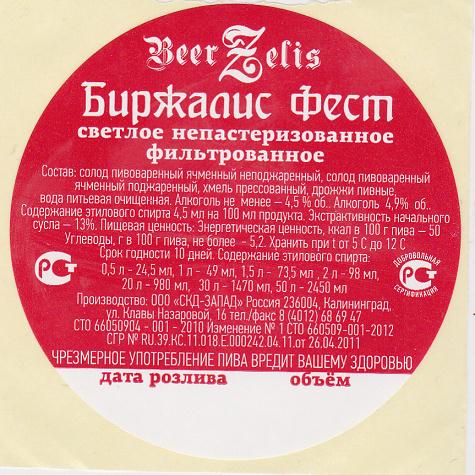 Beer Zelis
Биржалис Фест
светлое непастеризованное
фильтрованное
Состав: солод пивоваренный ячменный неподжаренный, солод пивоваренный
ячменный поджаренный, хмель прессованный, дрожжи пивные,
вода питьевая очищенная. Алкоголь не менее – 4,5 % об.. Алкоголь 4,9% об..
Содержание этилового спирта 4,5 мл на 100 мл продукта. Экстрактивность начального
сусла – 13%. Пищевая ценность: Энергетическая ценность, ккал в 100 г пива – 50
Углеводы, г в 100 г пива, не более - 5,2. Хранить при t от 5 С до 12 С
Срок годности 10 дней. Содержание этилового спирта:
0,5 л - 24,5 мл, 1 л - 49 мл, 1,5 л - 73,5 мл , 2 л - 98 мл,
20 л - 980 мл, 30 л - 1470 мл, 50 л - 2450 мл
ДОБРОВОЛЬНАЯ
СЕРТИФИКАЦИЯ
Производство: ООО «СКД-ЗАПАД» Россия 236004, Калининград,
ул. Клавы Назаровой, 16 тел./факс 8 (4012) 68 69 47
СТО 66050904 - 001 - 2010 Изменение № 1 СТО 660509-001-2012
СГР № RU.39.КС.11.018.Е.000242.04.11.от 26.04.2011
ЧРЕЗМЕРНОЕ УПОТРЕБЛЕНИЕ ПИВА ВРЕДИТ ВАШЕМУ ЗДОРОВЬЮ
дата розлива объём